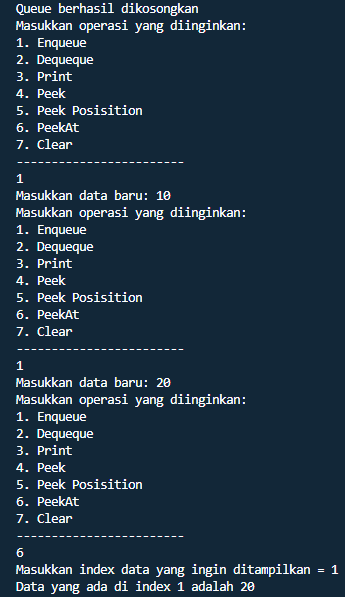 Queue berhasil dikosongkan
Masukkan operasi yang diinginkan:
1. Enqueue
2. Dequeque
3. Print
4. Peek
5. Peek Posisition
6. PeekAt
7. Clear
------------------------
1
Masukkan data baru: 10
Masukkan operasi yang diinginkan:
1. Enqueue
2. Dequeque
3. Print
4. Peek
5. Peek Posisition
6. PeekAt
7. Clear
------------------------
1
Masukkan data baru: 20
Masukkan operasi yang diinginkan:
1. Enqueue
2. Dequeque
3. Print
4. Peek
5. Peek Posisition
6. PeekAt
7. Clear
------------------------
6
Masukkan index data yang ingin ditampilkan = 1
Data yang ada di index 1 adalah 20